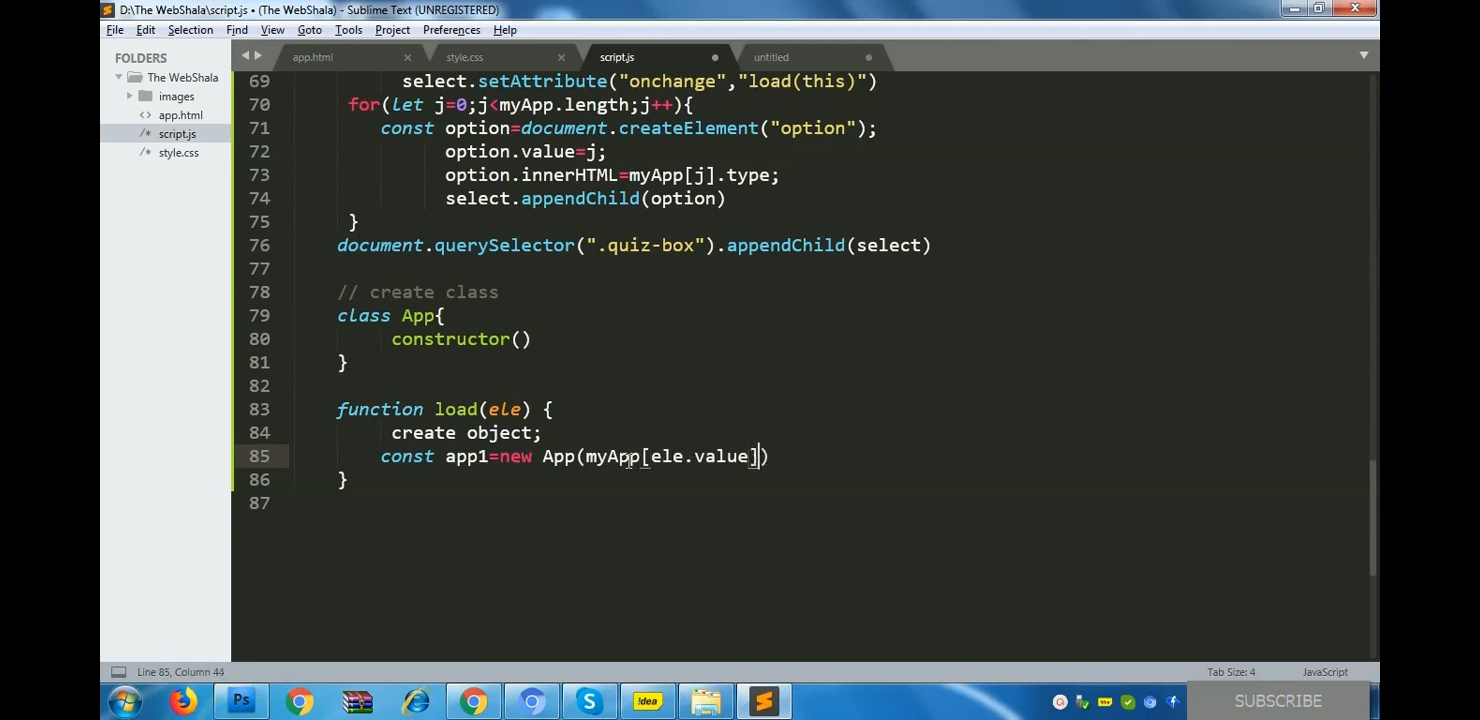 D:\The WebShala\script.js • (The WebShala) - Sublime Text (UNREGISTERED)
File Edit Selection Find View Goto Tools Project Preferences Help
FOLDERS
The WebShala
images
app.html
script.js
style.css
app.html style.css script.js untitled
69 select.setAttribute("onchange","load(this)")
70 for(let j=0;j<myApp.length;j++){
71 const option=document.createElement("option");
72 option.value=j;
73 option.innerHTML=myApp[j].type;
74 select.appendChild(option)
75 }
76 document.querySelector(".quiz-box").appendChild(select)
77
78 // create class
79 class App{
80 constructor()
81 }
82
83 function load(ele) {
84 create object;
85 const app1=new App(myApp[ele.value])
86 }
87
Line 85, Column 44 Tab Size: 4 JavaScript
Ps
!dea
SUBSCRIBE